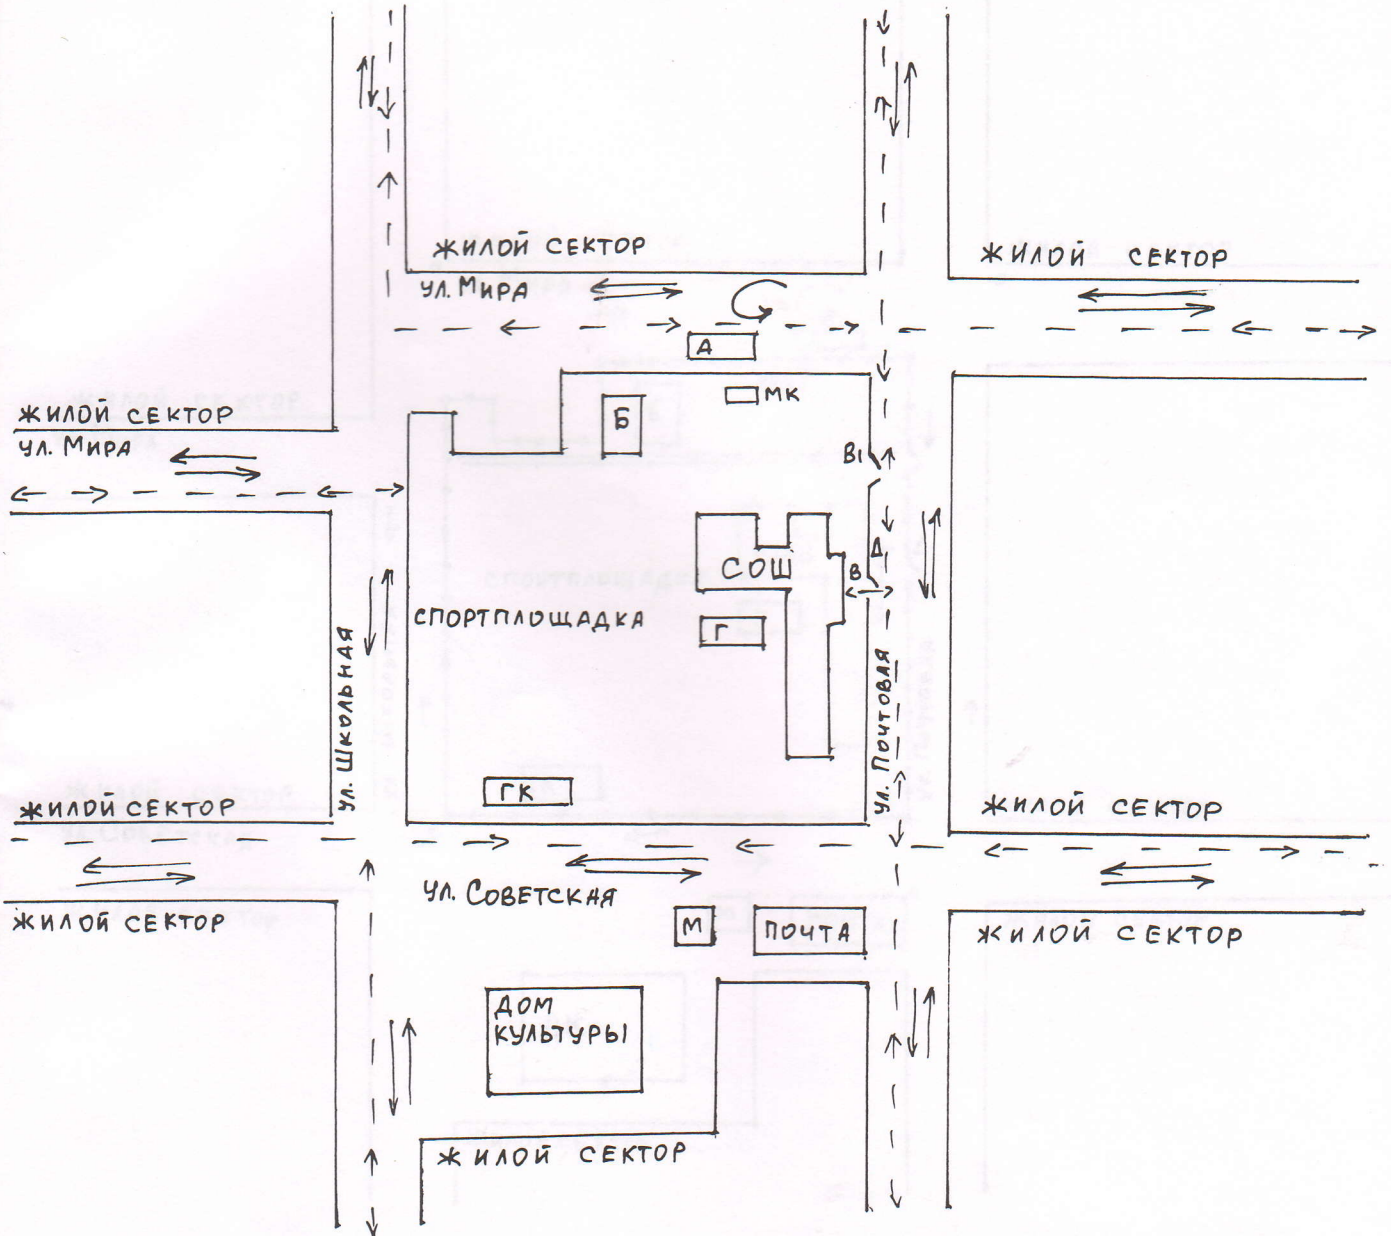 ЖИЛОЙ СЕКТОР
ЖИЛОЙ СЕКТОР
ул. МИРА
А
МК
Б
ЖИЛОЙ СЕКТОР
ул. МИРА
В1
СОШ
В
Д
СПОРТПЛОЩАДКА
Г
ул. ШКОЛЬНАЯ
ул. ПОЧТОВАЯ
ГК
ЖИЛОЙ СЕКТОР
ЖИЛОЙ СЕКТОР
ул. СОВЕТСКАЯ
ЖИЛОЙ СЕКТОР
М
ПОЧТА
ЖИЛОЙ СЕКТОР
ДОМ
КУЛЬТУРЫ
ЖИЛОЙ СЕКТОР